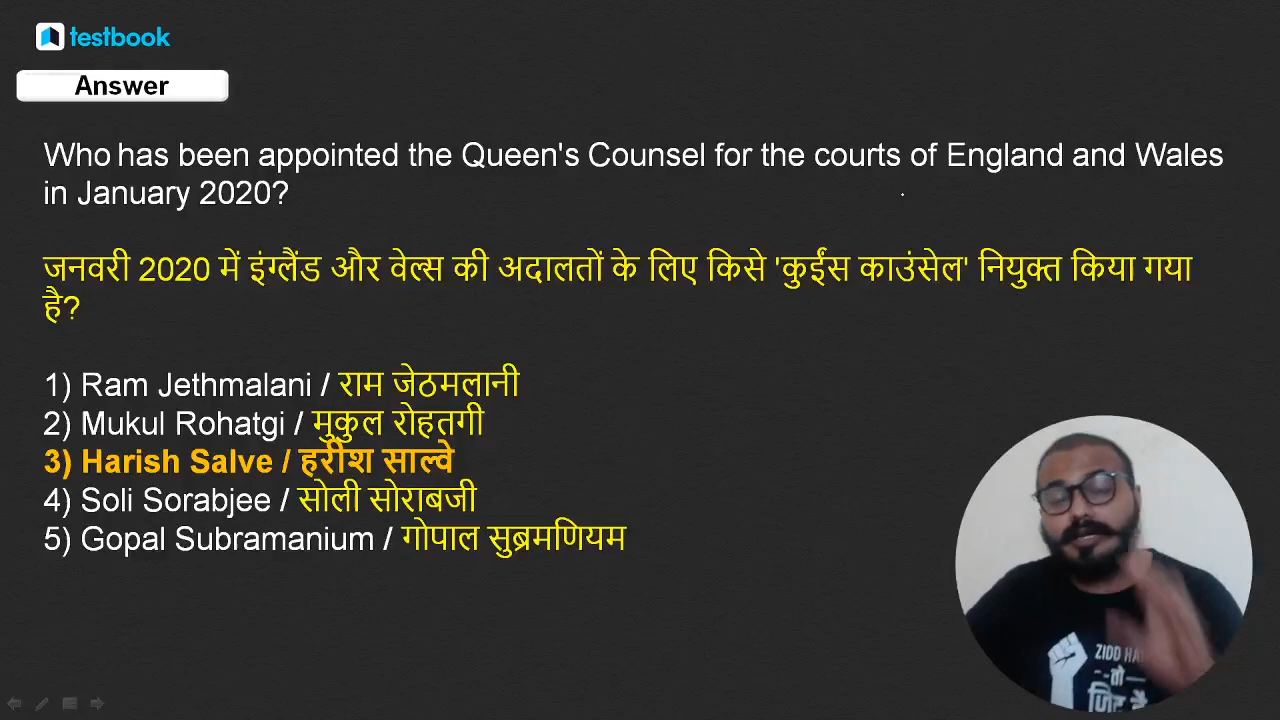 testbook
Answer
Who has been appointed the Queen's Counsel for the courts of England and Wales
in January 2020?
जनवरी 2020 में इंग्लैंड और वेल्स की अदालतों के लिए किसे 'कुईंस काउंसेल' नियुक्त किया गया
है?
1) Ram Jethmalani / राम जेठमलानी
2) Mukul Rohatgi / मुकुल रोहतगी
3) Harish Salve / हरीश साल्वे
4) Soli Sorabjee / सोली सोराबजी
5) Gopal Subramanium / गोपाल सुब्रमणियम
ZIDD
तो